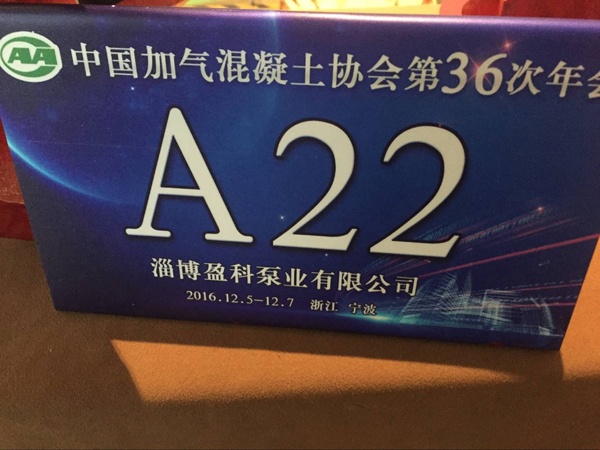 AA 中国加气混凝土协会第36次年会
A22
淄博盈科泵业有限公司
2016.12.5-12.7 浙江 宁波